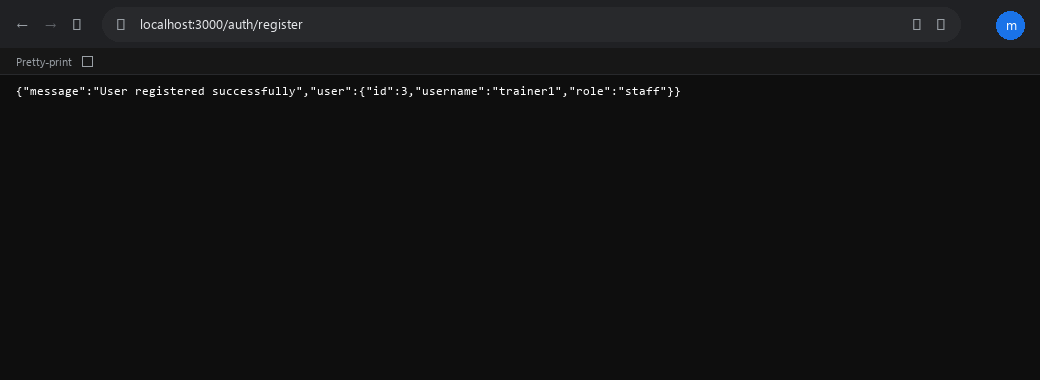 localhost:3000/auth/register
m
Pretty-print
{"message":"User registered successfully","user":{"id":3,"username":"trainer1","role":"staff"}}